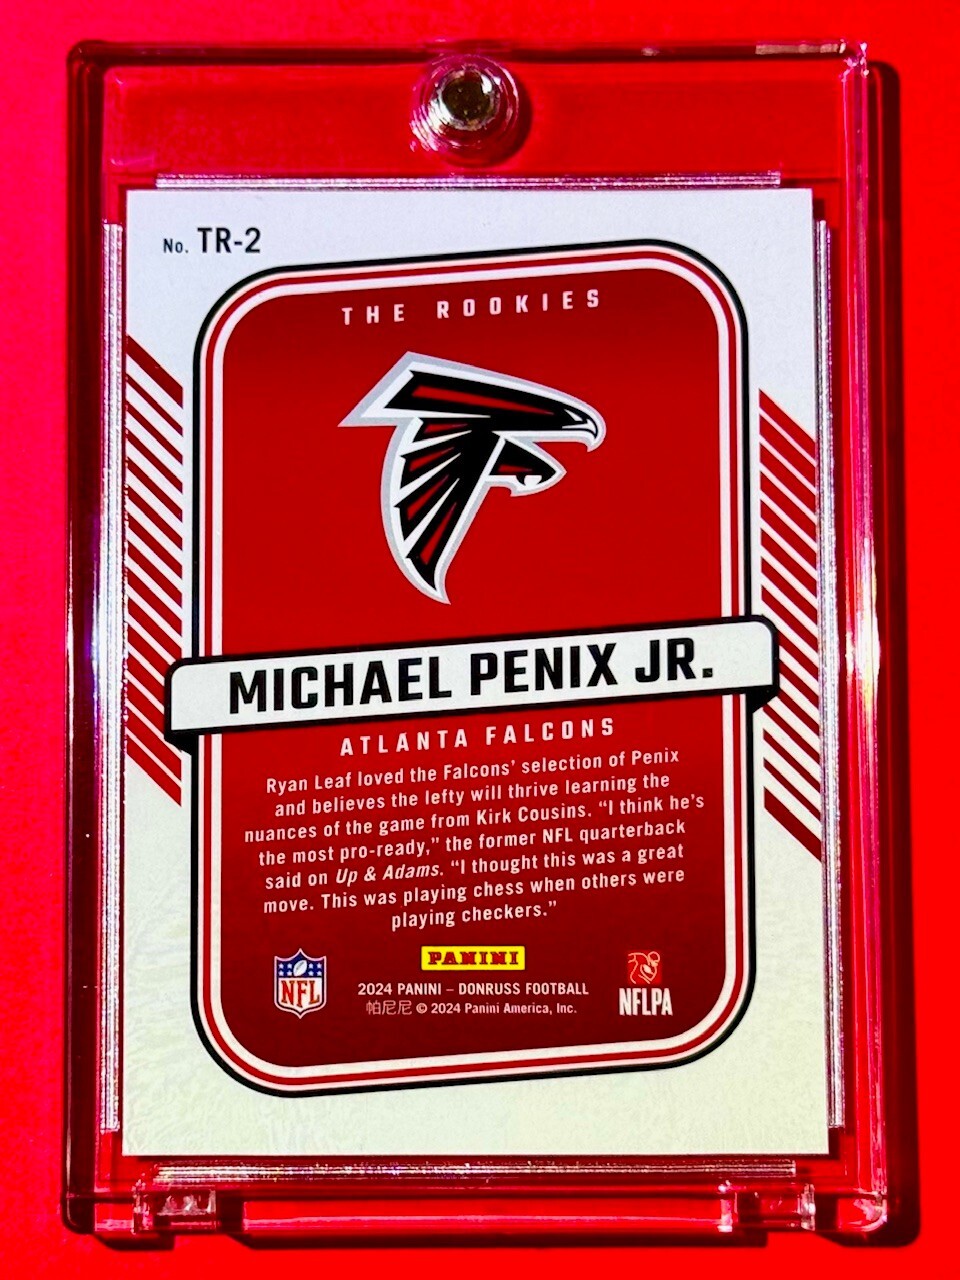 No. TR-2
THE ROOKIES
MICHAEL PENIX JR.
ATLANTA FALCONS
Ryan Leaf loved the Falcons' selection of Penix
and believes the lefty will thrive learning the
nuances of the game from Kirk Cousins. "I think he's
the most pro-ready," the former NFL quarterback
said on Up & Adams. "I thought this was a great
move. This was playing chess when others were
playing checkers."
PANINI
NFL
2024 PANINI – DONRUSS FOOTBALL
帕尼尼 © 2024 Panini America, Inc.
NFLPA